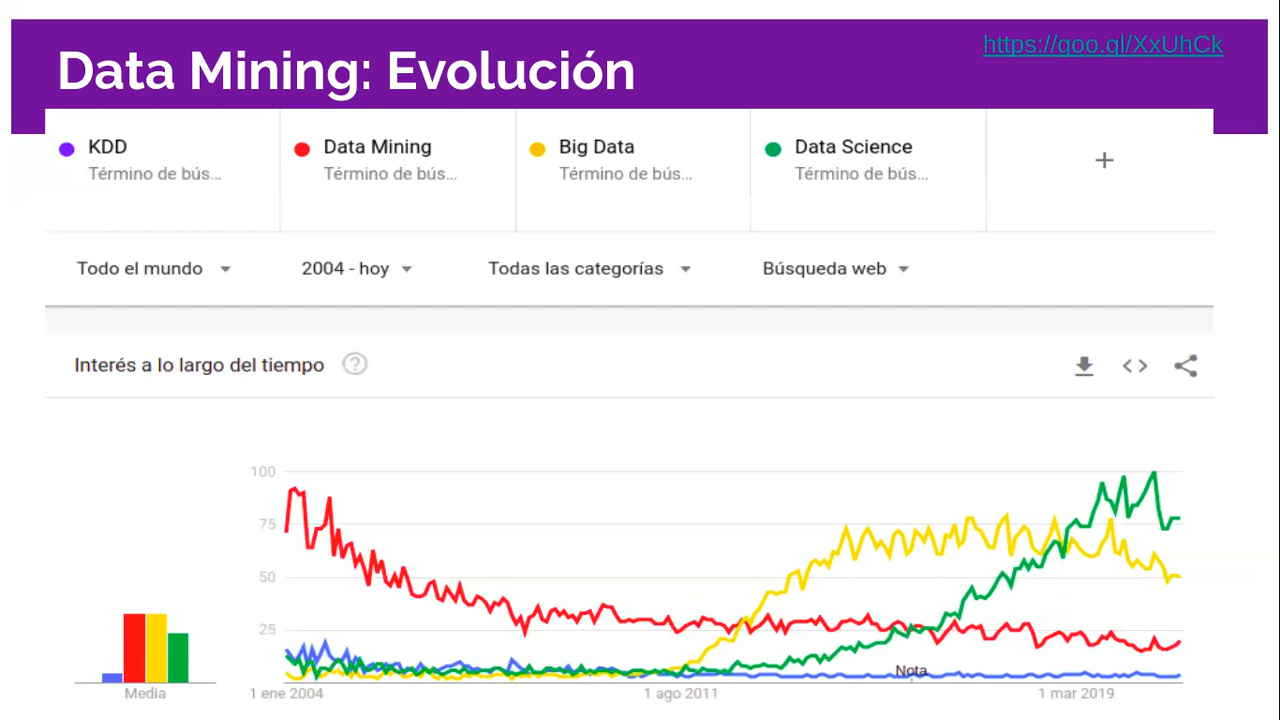 https://goo.gl/XxUhCk
Data Mining: Evolución
KDD
Término de bús...
Data Mining
Término de bús...
Big Data
Término de bús...
Data Science
Término de bús...
+
Todo el mundo
2004 - hoy
Todas las categorías
Búsqueda web
Interés a lo largo del tiempo
?
100
75
50
25
Nota
Media
1 ene 2004
1 ago 2011
1 mar 2019